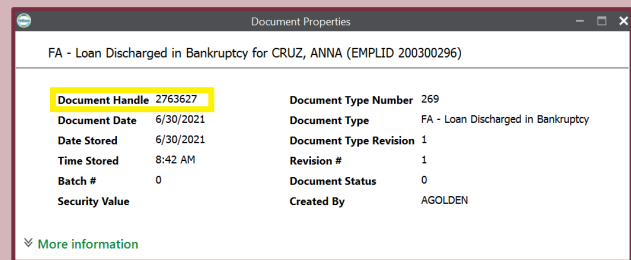 Document Properties
FA - Loan Discharged in Bankruptcy for CRUZ, ANNA (EMPLID 200300296)
Document Handle 2763627 Document Type Number 269
Document Date 6/30/2021 Document Type FA - Loan Discharged in Bankruptcy
Date Stored 6/30/2021 Document Type Revision 1
Time Stored 8:42 AM Revision # 1
Batch # 0 Document Status 0
Security Value Created By AGOLDEN
More information